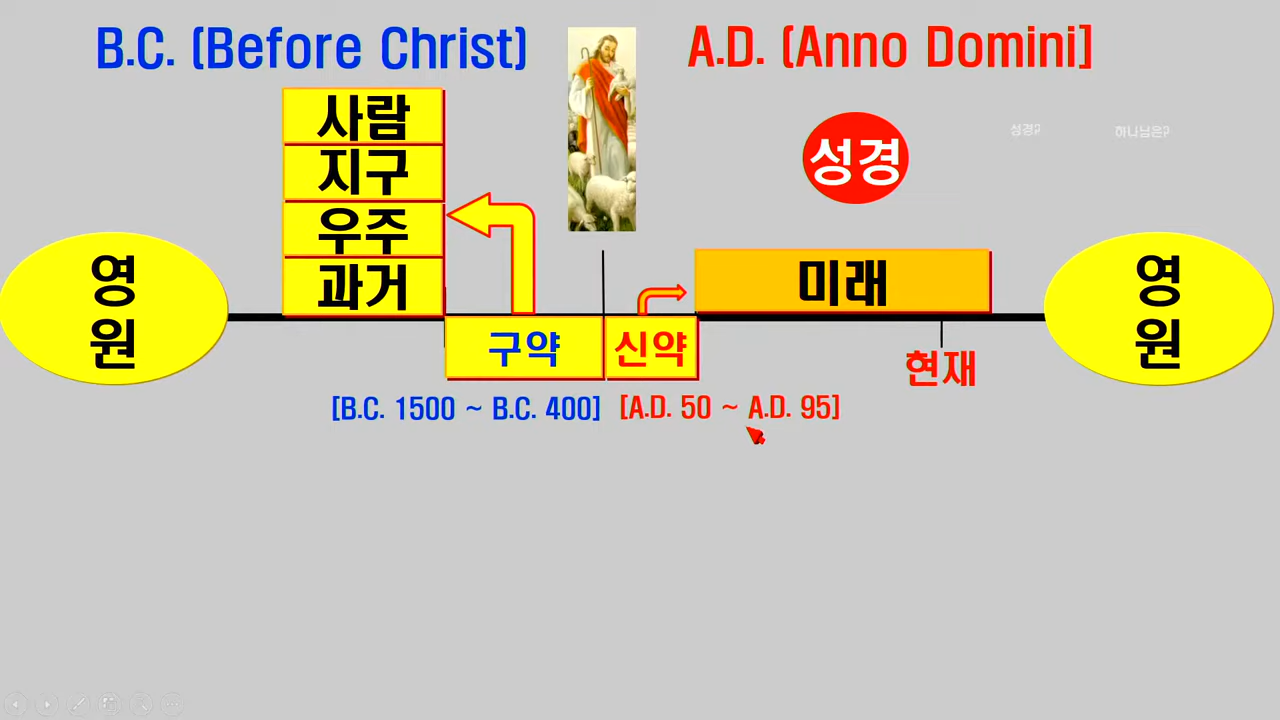 B.C. (Before Christ)
A.D. (Anno Domini]
사람
지구
우주
과거
성경
성경?
하나님은?
영
원
미래
영
원
구약
신약
현재
[B.C. 1500 ~ B.C. 400]
[A.D. 50 ~ A.D. 95]